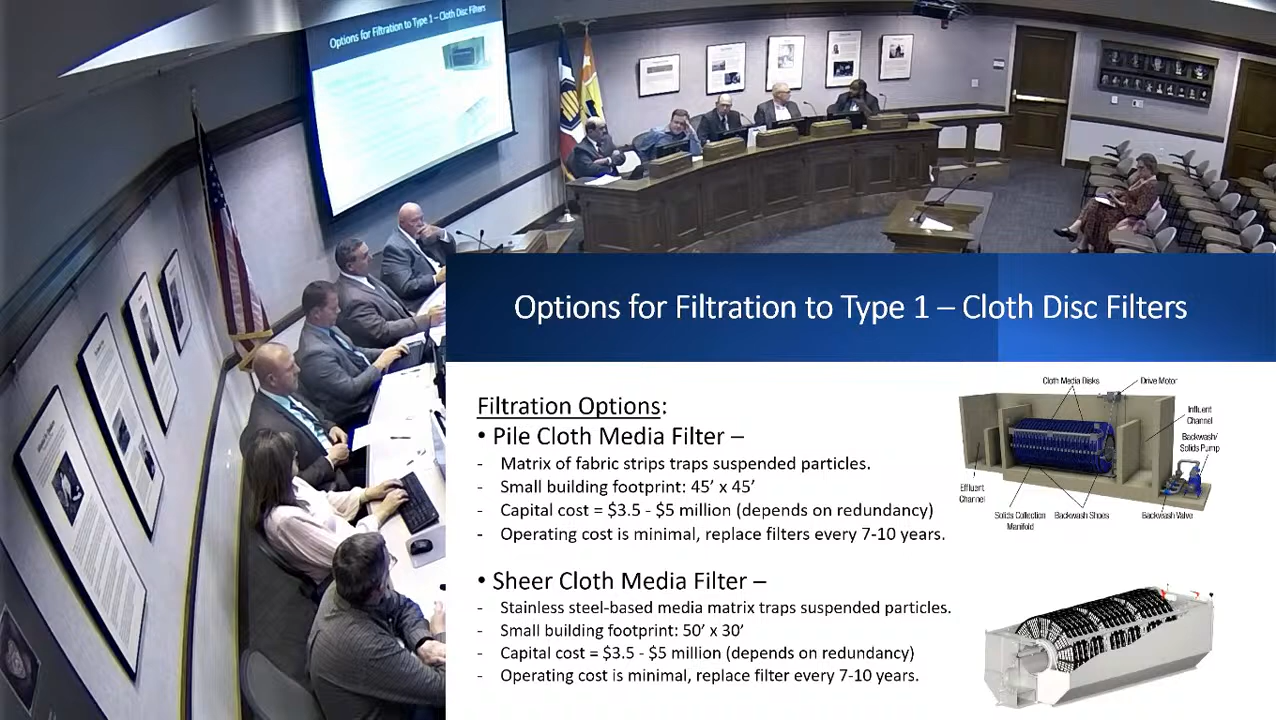 Options for Filtration to Type 1 – Cloth Disc Filters
Options for Filtration to Type 1 – Cloth Disc Filters
Filtration Options:
• Pile Cloth Media Filter –
- Matrix of fabric strips traps suspended particles.
- Small building footprint: 45’ x 45’
- Capital cost = $3.5 - $5 million (depends on redundancy)
- Operating cost is minimal, replace filters every 7-10 years.
• Sheer Cloth Media Filter –
- Stainless steel-based media matrix traps suspended particles.
- Small building footprint: 50’ x 30’
- Capital cost = $3.5 - $5 million (depends on redundancy)
- Operating cost is minimal, replace filter every 7-10 years.
Cloth Media Disks
Drive Motor
Influent
Channel
Backwash/
Solids Pump
Effluent
Channel
Solids Collection
Manifold
Backwash Shoes
Backwash Valve